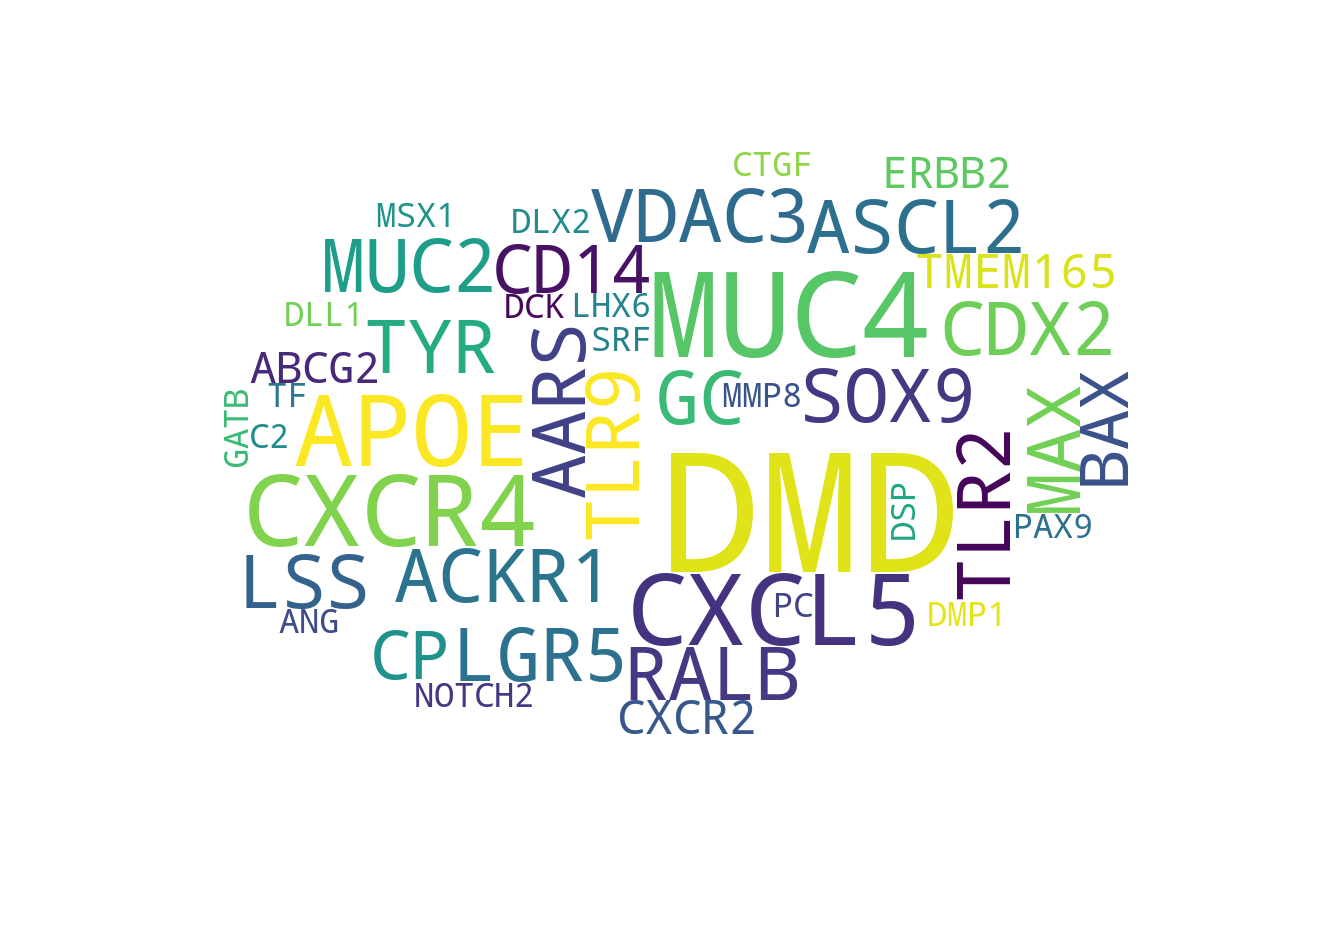 CTGF
ERBB2
MSX1
DLX2
VDAC3
ASCL2
MUC2
CD14
MUC4
TMEM165
DLL1
TYR
DCK
LHX6
SRF
CDX2
ABCG2
AARS
TLR9
GC
MMP8
SOX9
MAX
BAX
GATB
TF
C2
APOE
CXCR4
DMD
DSP
TLR2
PAX9
LSS
ACKR1
CXCL5
PC
DMP1
ANG
CP
LGR5
RALB
NOTCH2
CXCR2